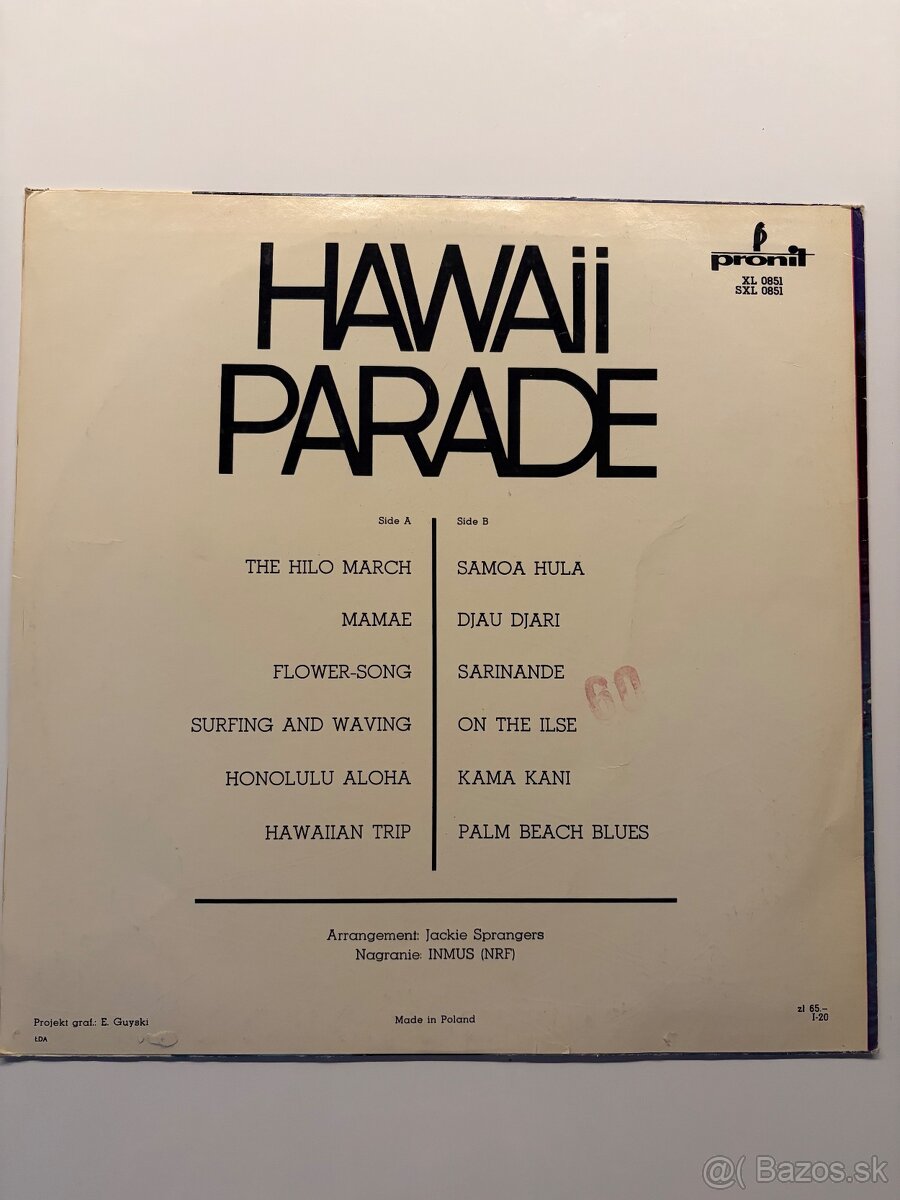 HAWAii
PARADE
pronit
XL 0851
SXL 0851
Side A
THE HILO MARCH
MAMAE
FLOWER-SONG
SURFING AND WAVING
HONOLULU ALOHA
HAWAIIAN TRIP
Side B
SAMOA HULA
DJAU DJARI
SARINANDE
ON THE ILSE
KAMA KANI
PALM BEACH BLUES
60
Arrangement: Jackie Sprangers
Nagranie: INMUS (NRF)
Projekt graf.: E. Guyski
ŁDA
Made in Poland
zł 65.-
I-20
@( Bazos.sk